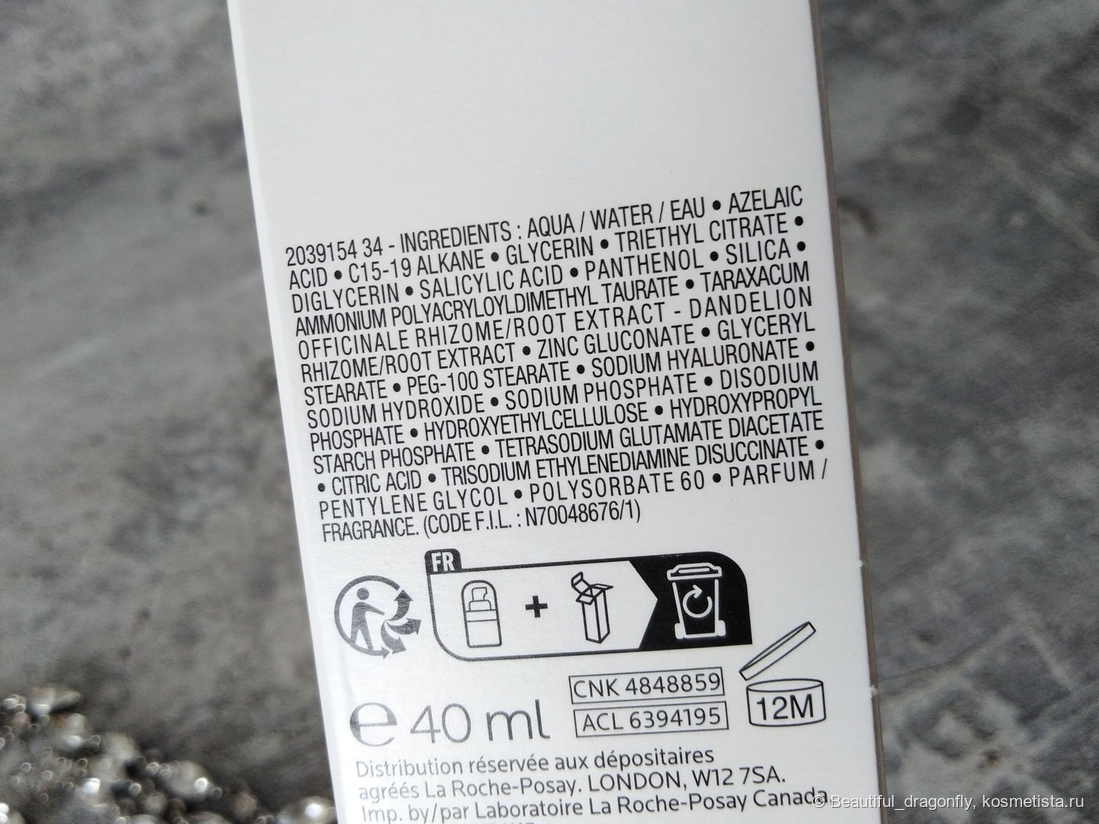 2039154 34 - INGREDIENTS : AQUA / WATER / EAU • AZELAIC
ACID • C15-19 ALKANE • GLYCERIN • TRIETHYL CITRATE •
DIGLYCERIN • SALICYLIC ACID • PANTHENOL • SILICA •
AMMONIUM POLYACRYLOYLDIMETHYL TAURATE • TARAXACUM
OFFICINALE RHIZOME/ROOT EXTRACT - DANDELION
RHIZOME/ROOT EXTRACT • ZINC GLUCONATE • GLYCERYL
STEARATE • PEG-100 STEARATE • SODIUM HYALURONATE •
SODIUM HYDROXIDE • SODIUM PHOSPHATE • DISODIUM
PHOSPHATE • HYDROXYETHYLCELLULOSE • HYDROXYPROPYL
STARCH PHOSPHATE • TETRASODIUM GLUTAMATE DIACETATE
• CITRIC ACID • TRISODIUM ETHYLENEDIAMINE DISUCCINATE •
PENTYLENE GLYCOL • POLYSORBATE 60 • PARFUM /
FRAGRANCE. (CODE F.I.L. : N70048676/1)
FR
+
CNK 4848859
ACL 6394195
12M
e 40 ml
Distribution réservée aux dépositaires
agréés La Roche-Posay. LONDON, W12 7SA.
Imp. by/par Laboratoire La Roche-Posay Canada
© Beautiful_dragonfly, kosmetista.ru